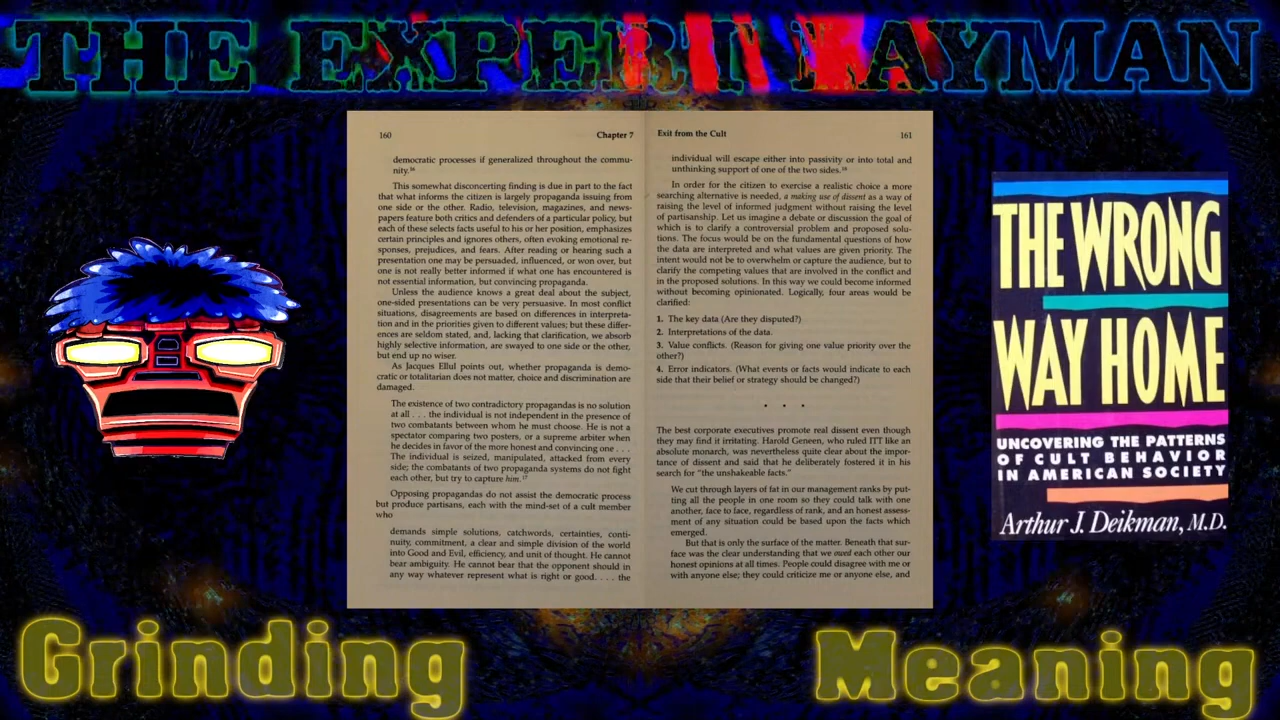 THE EXPERT LAYMAN
160
Chapter 7
democratic processes if generalized throughout the commu-
nity.¹⁶
This somewhat disconcerting finding is due in part to the fact
that what informs the citizen is largely propaganda issuing from
one side or the other. Radio, television, magazines, and news-
papers feature both critics and defenders of a particular policy, but
each of these selects facts useful to his or her position, emphasizes
certain principles and ignores others, often evoking emotional re-
sponses, prejudices, and fears. After reading or hearing such a
presentation one may be persuaded, influenced, or won over, but
one is not really better informed if what one has encountered is
not essential information, but convincing propaganda.
Unless the audience knows a great deal about the subject,
one-sided presentations can be very persuasive. In most conflict
situations, disagreements are based on differences in interpreta-
tion and in the priorities given to different values; but these differ-
ences are seldom stated, and, lacking that clarification, we absorb
highly selective information, are swayed to one side or the other,
but end up no wiser.
As Jacques Ellul points out, whether propaganda is demo-
cratic or totalitarian does not matter, choice and discrimination are
damaged.
The existence of two contradictory propagandas is no solution
at all . . . the individual is not independent in the presence of
two combatants between whom he must choose. He is not a
spectator comparing two posters, or a supreme arbiter when
he decides in favor of the more honest and convincing one . . . .
The individual is seized, manipulated, attacked from every
side; the combatants of two propaganda systems do not fight
each other, but try to capture him.¹⁷
Opposing propagandas do not assist the democratic process
but produce partisans, each with the mind-set of a cult member
who
demands simple solutions, catchwords, certainties, conti-
nuity, commitment, a clear and simple division of the world
into Good and Evil, efficiency, and unit of thought. He cannot
bear ambiguity. He cannot bear that the opponent should in
any way whatever represent what is right or good. . . . the
Exit from the Cult
161
individual will escape either into passivity or into total and
unthinking support of one of the two sides.¹⁸
In order for the citizen to exercise a realistic choice a more
searching alternative is needed, a making use of dissent as a way of
raising the level of informed judgment without raising the level
of partisanship. Let us imagine a debate or discussion the goal of
which is to clarify a controversial problem and proposed solu-
tions. The focus would be on the fundamental questions of how
the data are interpreted and what values are given priority. The
intent would not be to overwhelm or capture the audience, but to
clarify the competing values that are involved in the conflict and
in the proposed solutions. In this way we could become informed
without becoming opinionated. Logically, four areas would be
clarified:
1. The key data (Are they disputed?)
2. Interpretations of the data.
3. Value conflicts. (Reason for giving one value priority over the
other?)
4. Error indicators. (What events or facts would indicate to each
side that their belief or strategy should be changed?)
• • •
The best corporate executives promote real dissent even though
they may find it irritating. Harold Geneen, who ruled ITT like an
absolute monarch, was nevertheless quite clear about the impor-
tance of dissent and said that he deliberately fostered it in his
search for "the unshakeable facts."
We cut through layers of fat in our management ranks by put-
ting all the people in one room so they could talk with one
another, face to face, regardless of rank, and an honest assess-
ment of any situation could be based upon the facts which
emerged.
But that is only the surface of the matter. Beneath that sur-
face was the clear understanding that we owed each other our
honest opinions at all times. People could disagree with me or
with anyone else; they could criticize me or anyone else, and
THE WRONG
WAY HOME
UNCOVERING THE PATTERNS
OF CULT BEHAVIOR
IN AMERICAN SOCIETY
Arthur J. Deikman, M.D.
Grinding
Meaning